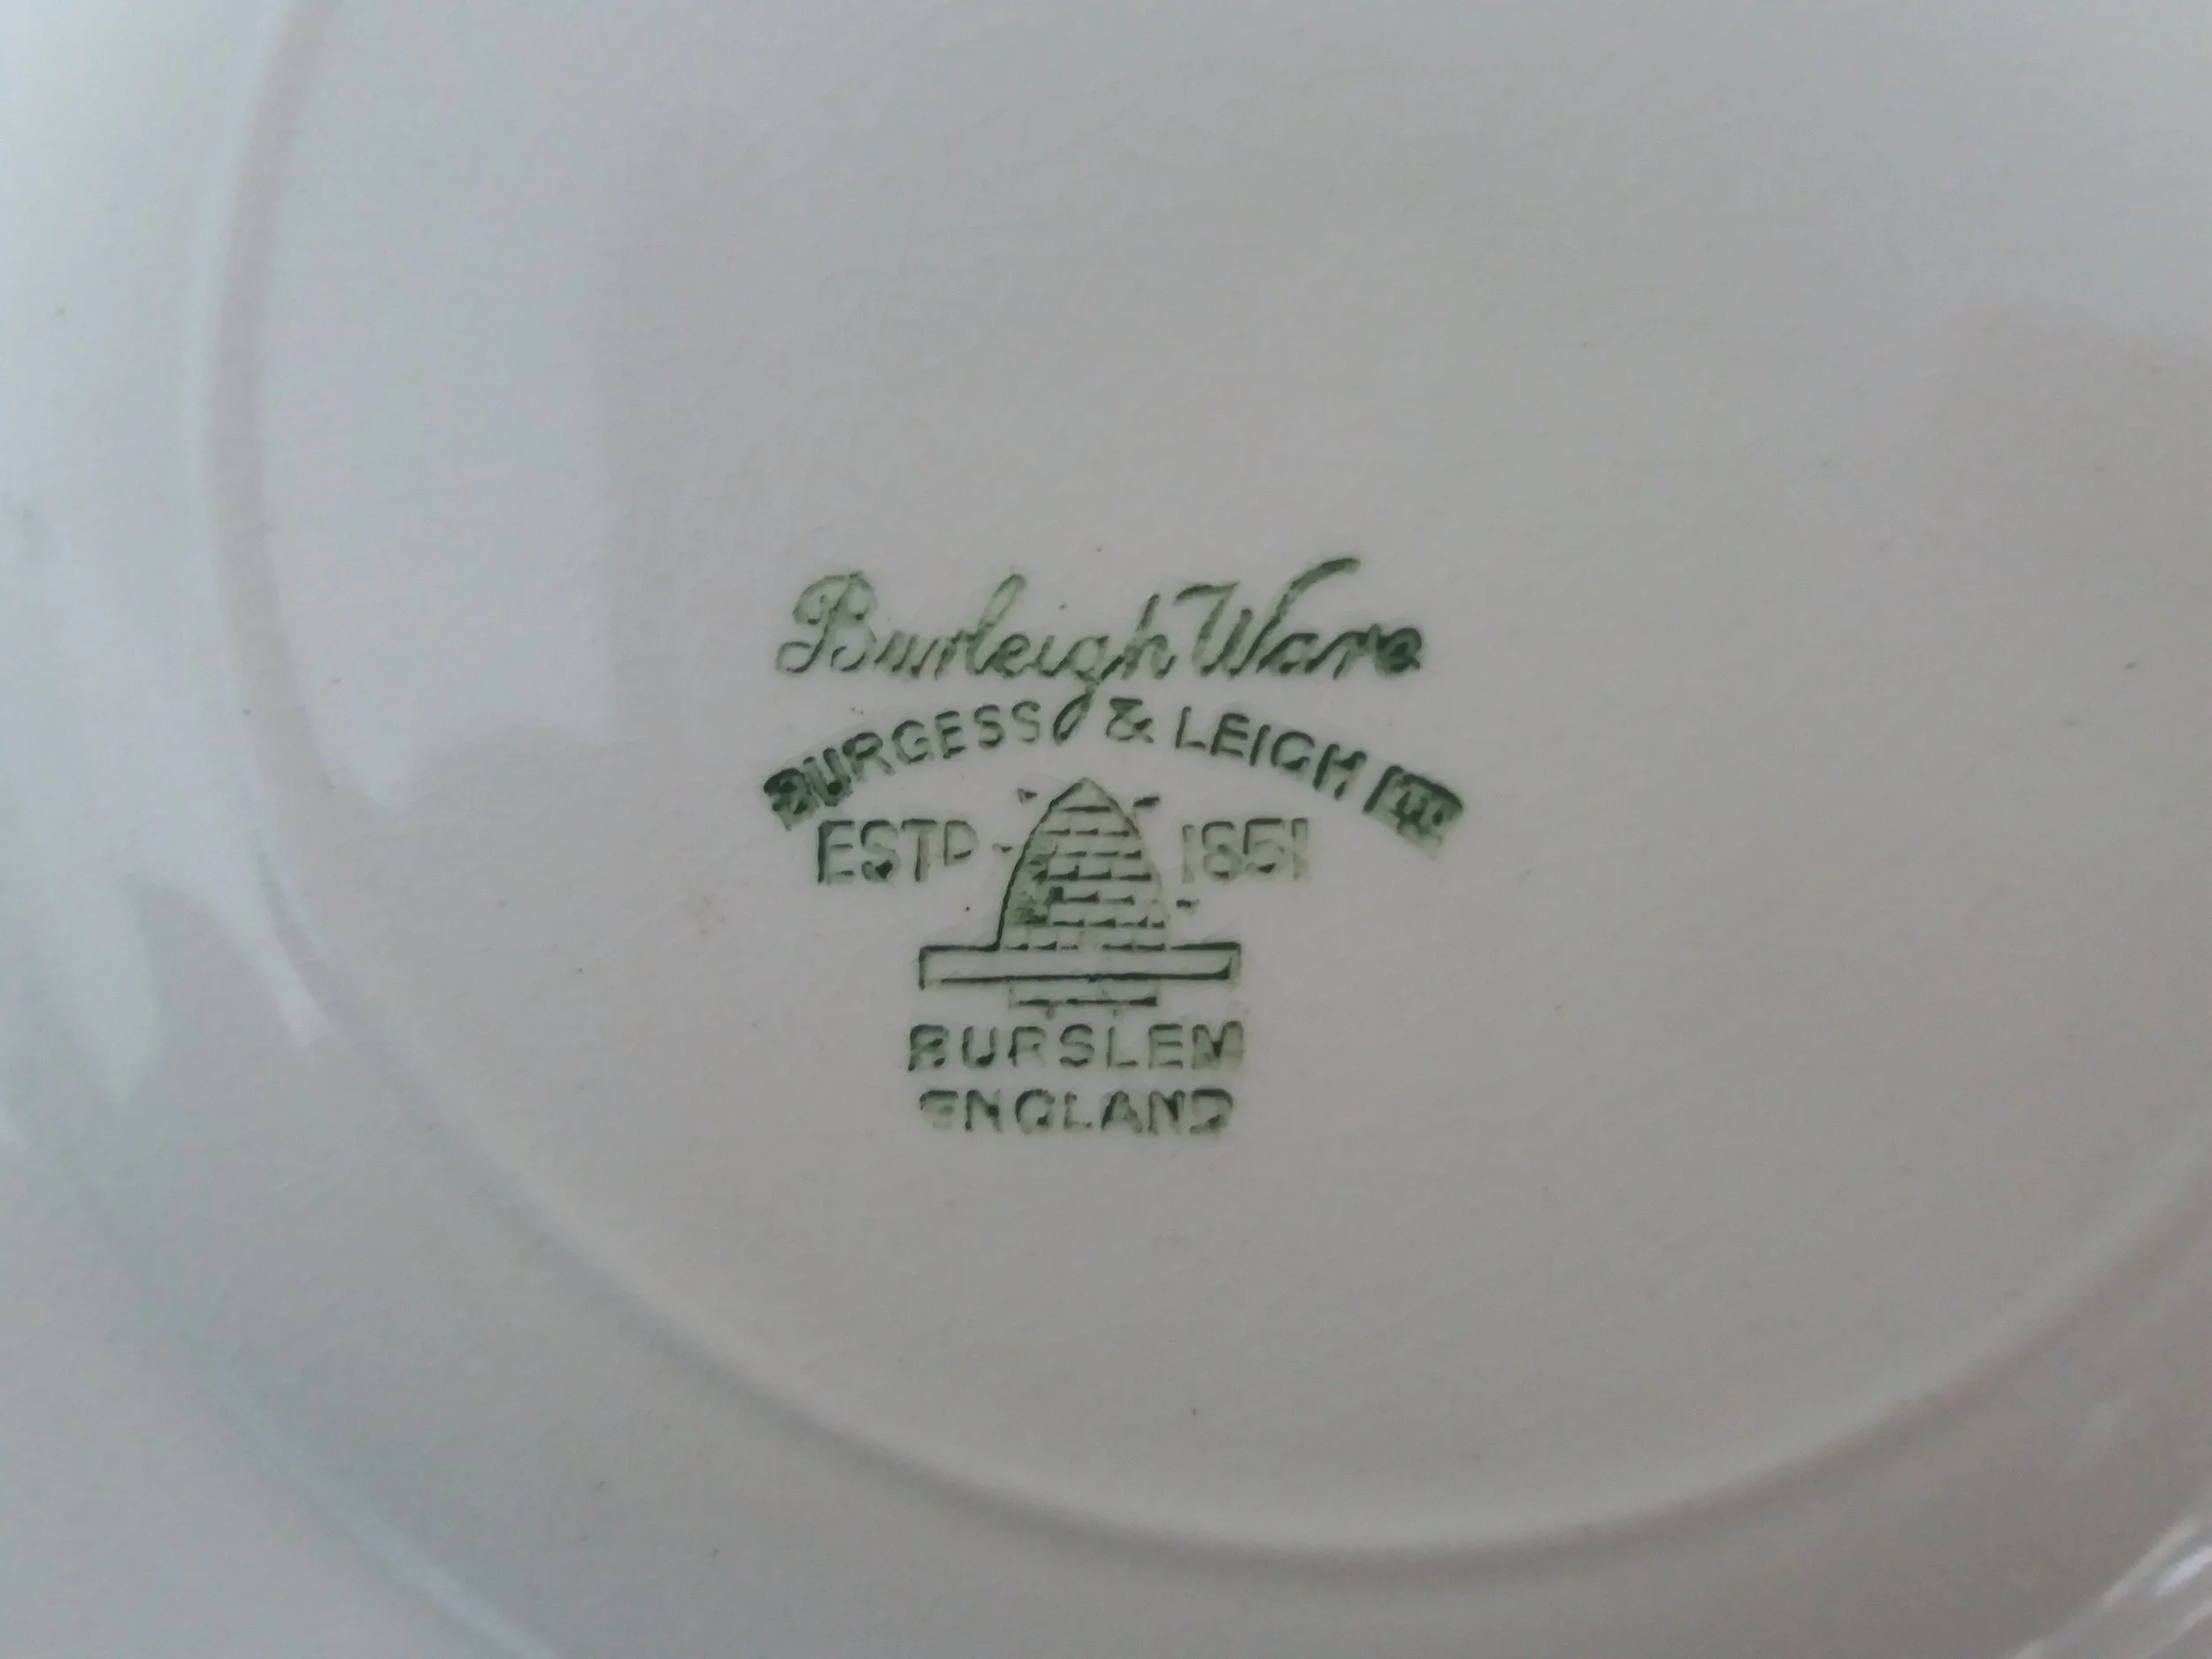 Burleigh Ware
BURGESS & LEIGH LTD
ESTD 1851
BURSLEM
ENGLAND